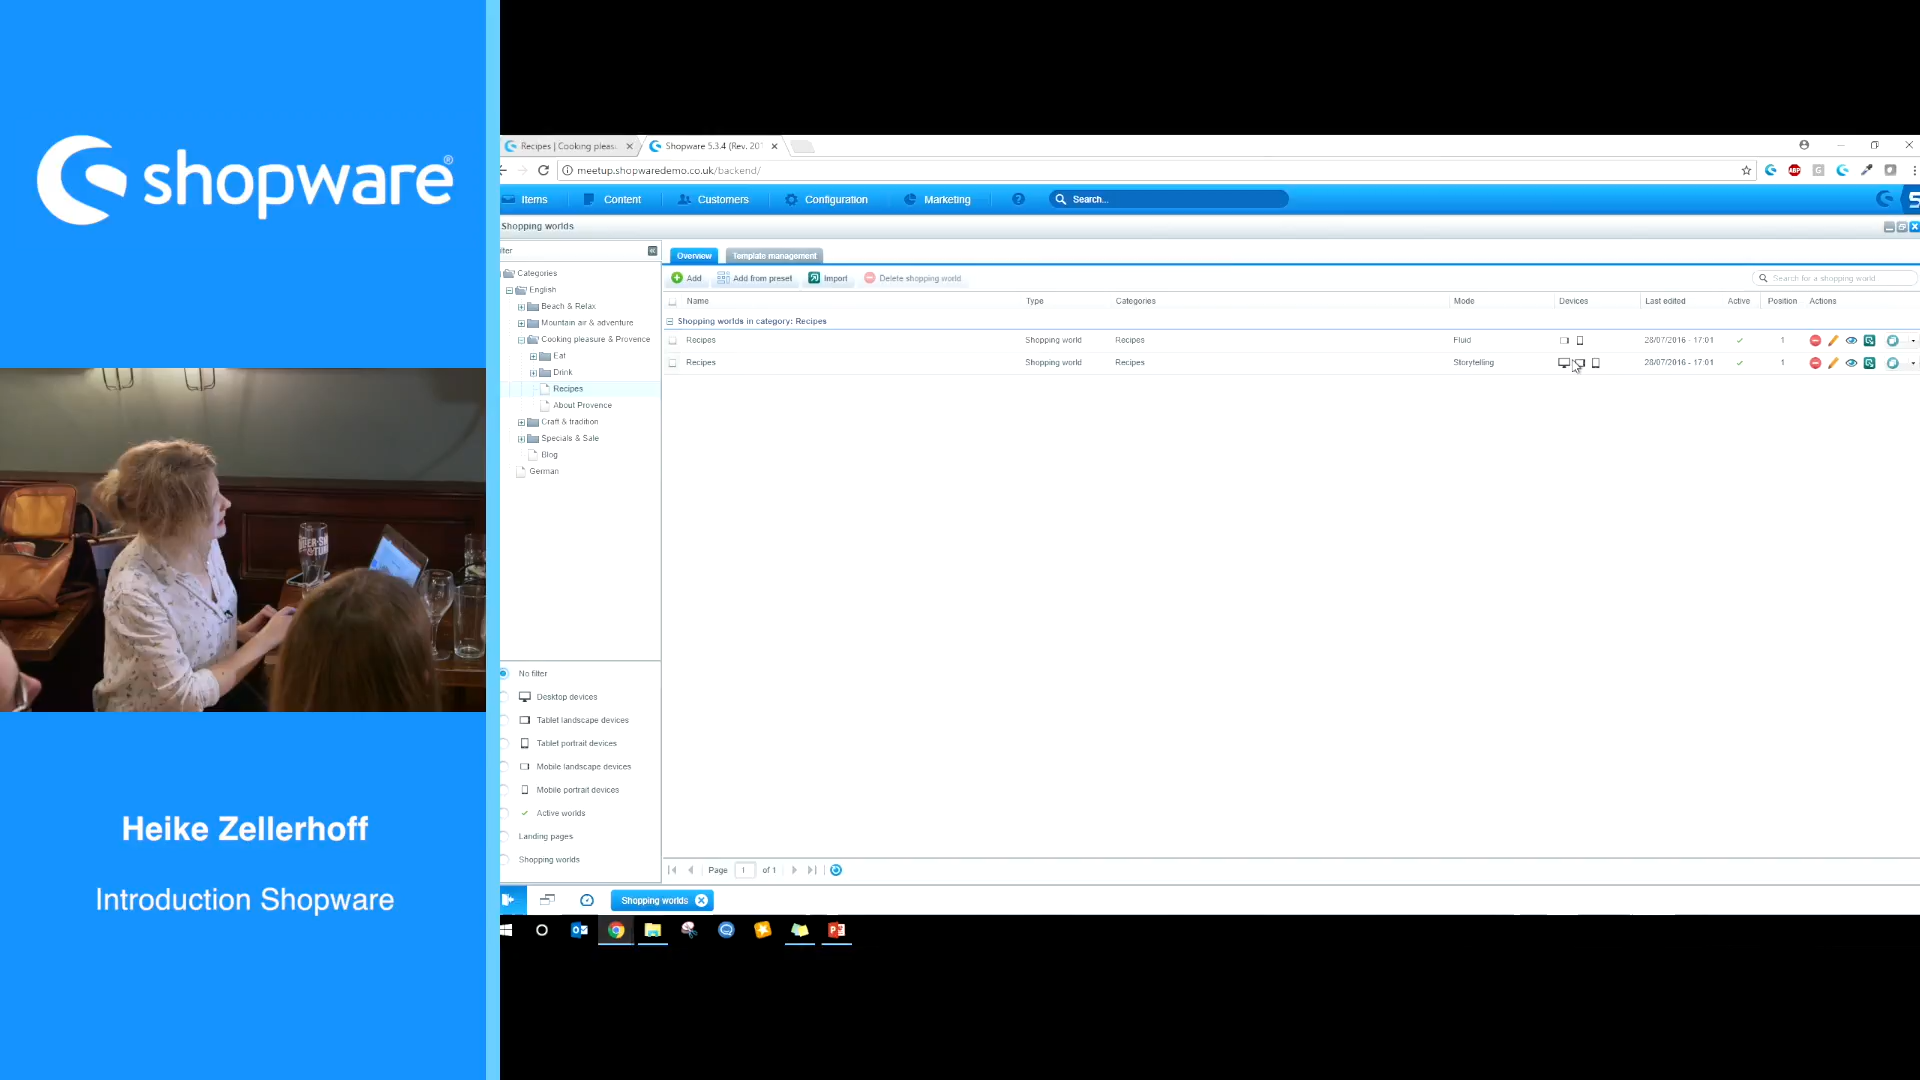 shopware®
Heike Zellerhoff
Introduction Shopware
Recipes | Cooking pleas
Shopware 5.3.4 (Rev. 201
meetup.shopwaredemo.co.uk/backend/
ABP
Items
Content
Customers
Configuration
Marketing
Search...
Shopping worlds
Overview
Template management
Add
Add from preset
Import
Delete shopping world
Search for a shopping world
Name
Type
Categories
Mode
Devices
Last edited
Active
Position
Actions
Shopping worlds in category: Recipes
Recipes
Shopping world
Recipes
Fluid
28/07/2016 - 17:01
1
Recipes
Shopping world
Recipes
Storytelling
28/07/2016 - 17:01
1
Categories
English
Beach & Relax
Mountain air & adventure
Cooking pleasure & Provence
Eat
Drink
Recipes
About Provence
Craft & tradition
Specials & Sale
Blog
German
No filter
Desktop devices
Tablet landscape devices
Tablet portrait devices
Mobile landscape devices
Mobile portrait devices
Active worlds
Landing pages
Shopping worlds
Page 1 of 1
Shopping worlds